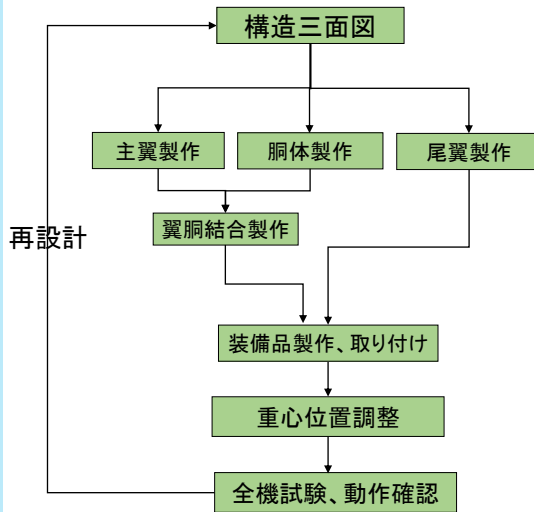 構造三面図
主翼製作
胴体製作
尾翼製作
翼胴結合製作
再設計
装備品製作、取り付け
重心位置調整
全機試験、動作確認